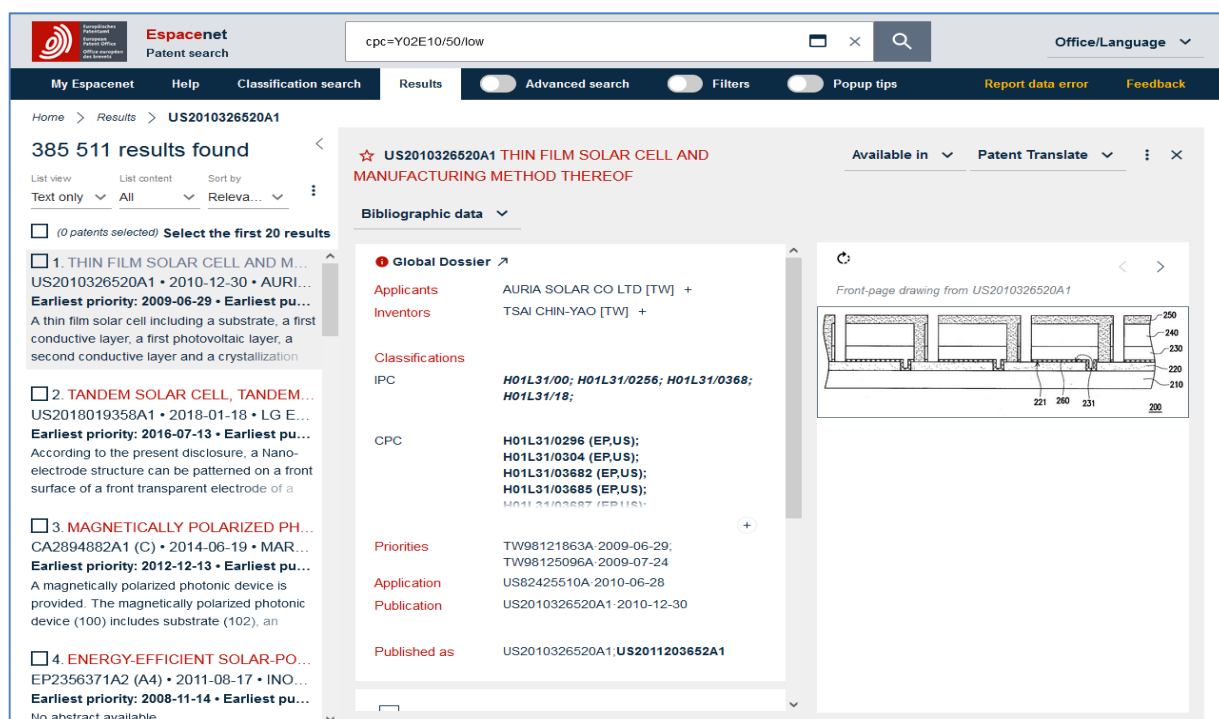 Europäisches
Patentamt
European
Patent Office
Office européen
des brevets
Espacenet
Patent search
cpc=Y02E10/50/low
Office/Language
My Espacenet Help Classification search Results Advanced search Filters Popup tips Report data error Feedback
Home > Results > US2010326520A1
385 511 results found
List view List content Sort by
Text only All Releva...
(0 patents selected) Select the first 20 results
1. THIN FILM SOLAR CELL AND M...
US2010326520A1 • 2010-12-30 • AURI...
Earliest priority: 2009-06-29 • Earliest pu...
A thin film solar cell including a substrate, a first
conductive layer, a first photovoltaic layer, a
second conductive layer and a crystallization
2. TANDEM SOLAR CELL, TANDEM...
US2018019358A1 • 2018-01-18 • LG E...
Earliest priority: 2016-07-13 • Earliest pu...
According to the present disclosure, a Nano-
electrode structure can be patterned on a front
surface of a front transparent electrode of a
3. MAGNETICALLY POLARIZED PH...
CA2894882A1 (C) • 2014-06-19 • MAR...
Earliest priority: 2012-12-13 • Earliest pu...
A magnetically polarized photonic device is
provided. The magnetically polarized photonic
device (100) includes substrate (102), an
4. ENERGY-EFFICIENT SOLAR-PO...
EP2356371A2 (A4) • 2011-08-17 • INO...
Earliest priority: 2008-11-14 • Earliest pu...
No abstract available
US2010326520A1 THIN FILM SOLAR CELL AND
MANUFACTURING METHOD THEREOF
Available in Patent Translate
Bibliographic data
Global Dossier
Applicants AURIA SOLAR CO LTD [TW] +
Inventors TSAI CHIN-YAO [TW] +
Classifications
IPC H01L31/00; H01L31/0256; H01L31/0368;
H01L31/18;
CPC H01L31/0296 (EP,US);
H01L31/0304 (EP,US);
H01L31/03682 (EP,US);
H01L31/03685 (EP,US);
H01L31/03687 (EP,US);
Priorities TW98121863A·2009-06-29;
TW98125096A·2009-07-24
Application US82425510A·2010-06-28
Publication US2010326520A1·2010-12-30
Published as US2010326520A1;US2011203652A1
Front-page drawing from US2010326520A1
250
240
230
220
210
221 260 231
200